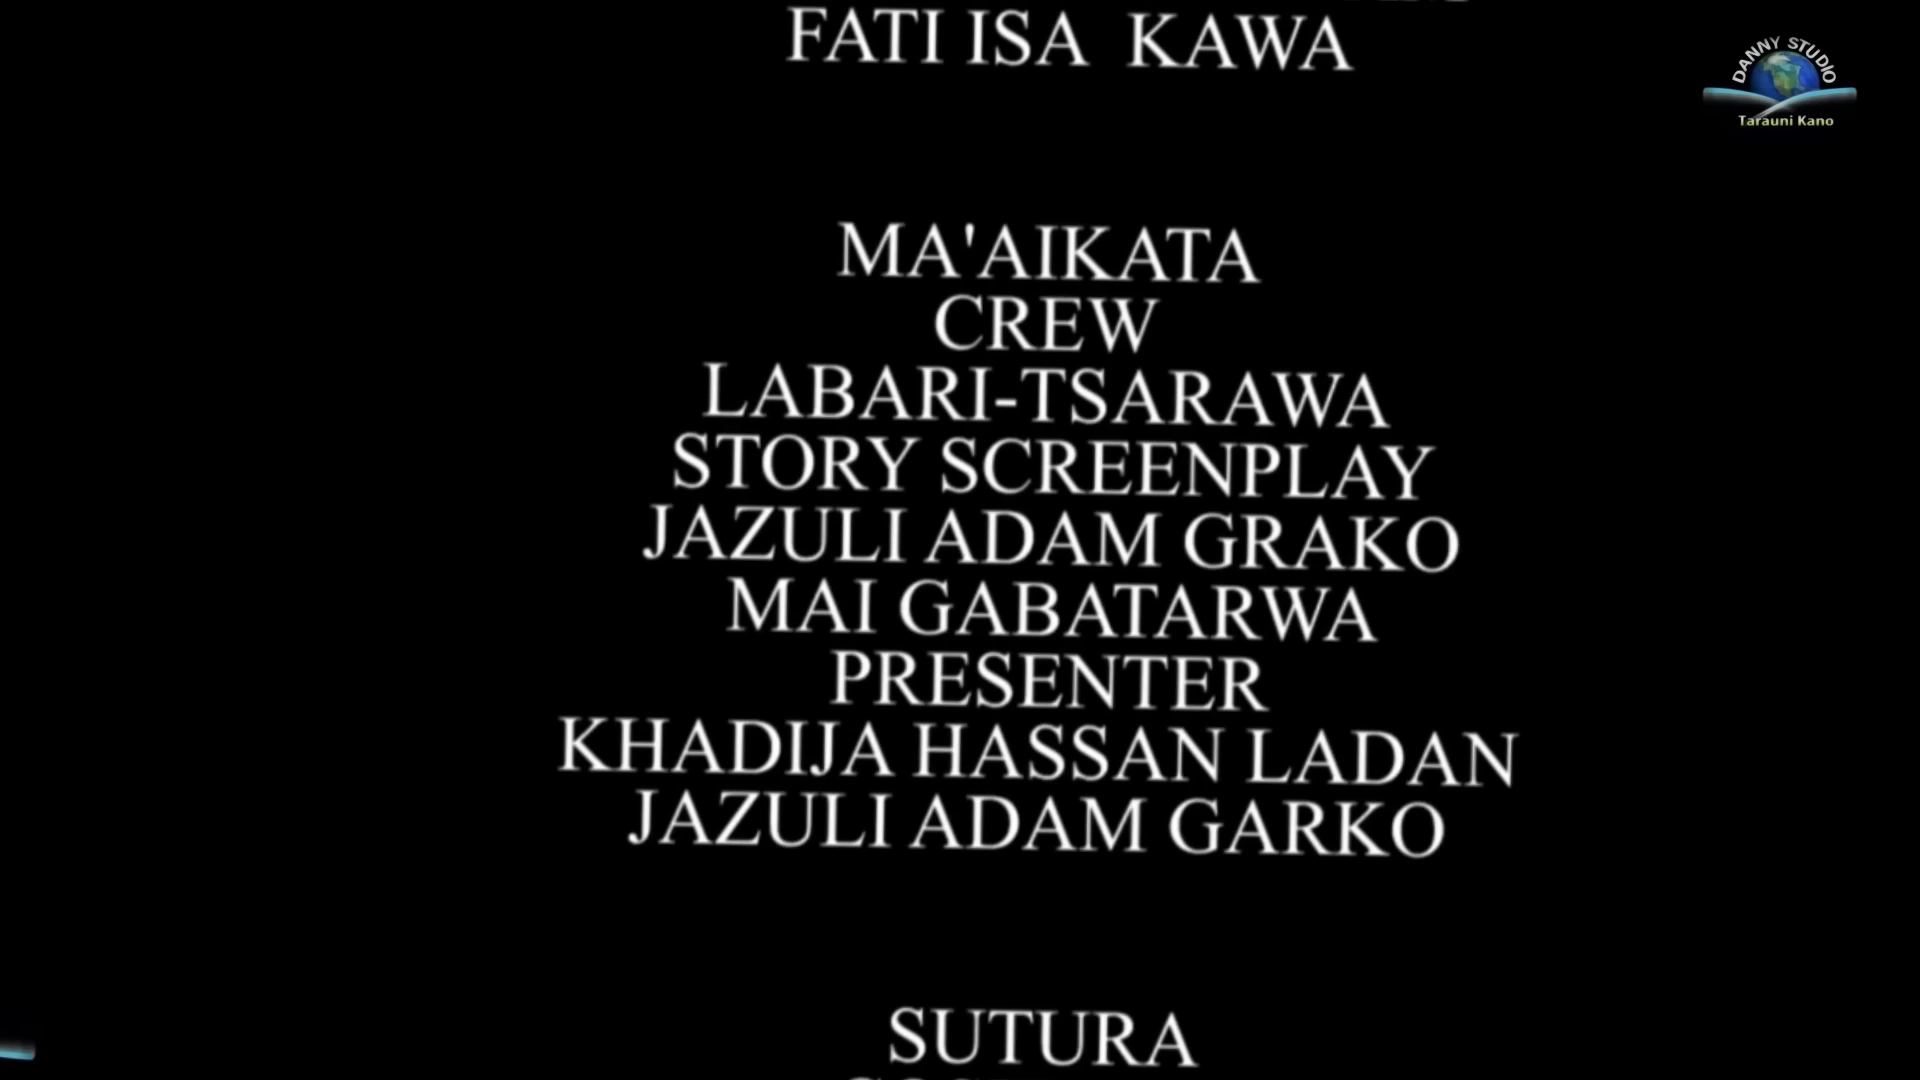 FATI ISA KAWA
DANNY STUDIO
Tarauni Kano
MA'AIKATA
CREW
LABARI-TSARAWA
STORY SCREENPLAY
JAZULI ADAM GRAKO
MAI GABATARWA
PRESENTER
KHADIJA HASSAN LADAN
JAZULI ADAM GARKO
SUTURA